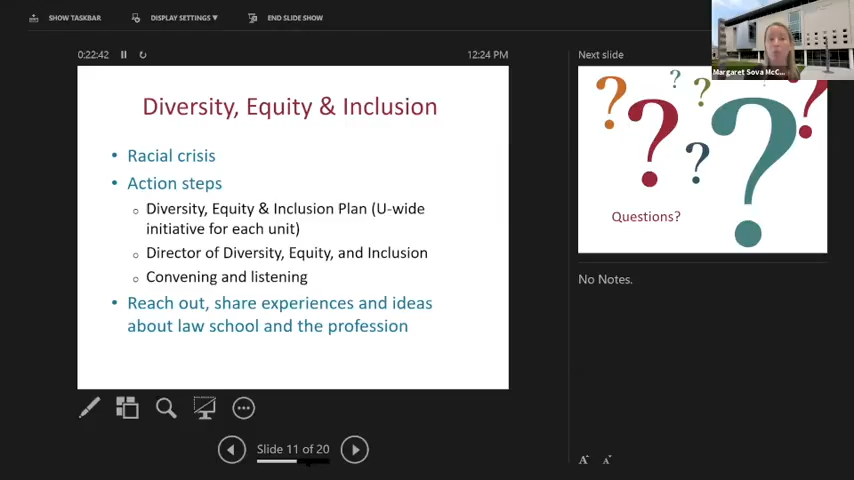 SHOW TASKBAR
DISPLAY SETTINGS ▼
END SLIDE SHOW
0:22:42
12:24 PM
Next slide
Margaret Sova McC...
Diversity, Equity & Inclusion
• Racial crisis
• Action steps
○ Diversity, Equity & Inclusion Plan (U-wide
initiative for each unit)
○ Director of Diversity, Equity, and Inclusion
○ Convening and listening
• Reach out, share experiences and ideas
about law school and the profession
? ? ? ? ? ? ?
Questions?
No Notes.
Slide 11 of 20
A A